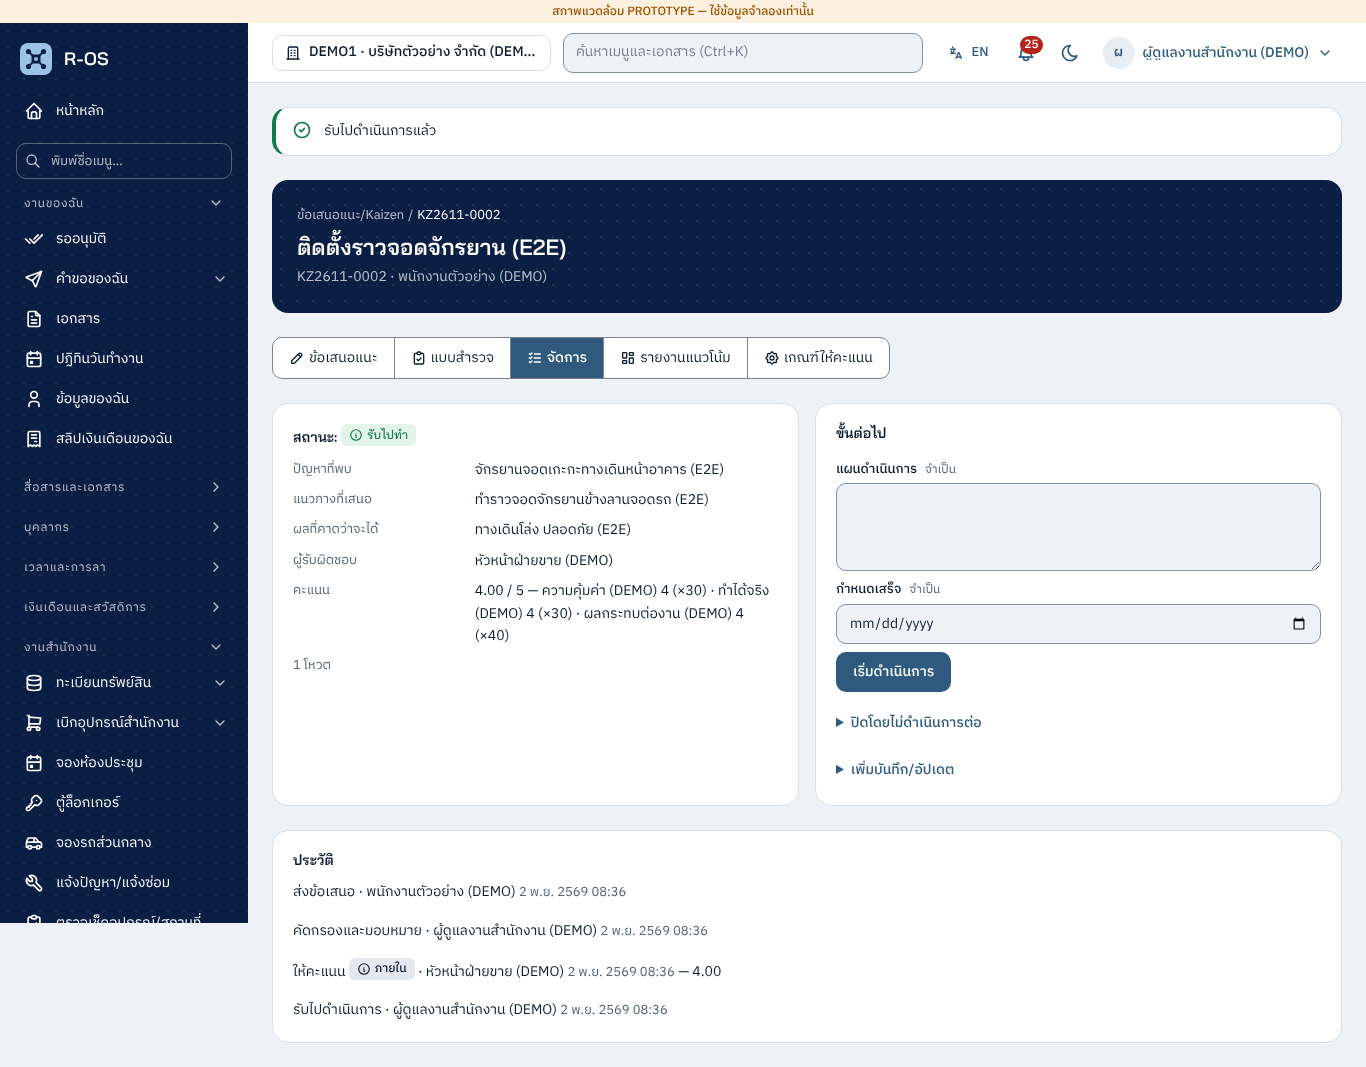 สภาพแวดล้อม PROTOTYPE — ใช้ข้อมูลจำลองเท่านั้น
R-OS
DEMO1 · บริษัทตัวอย่าง จำกัด (DEM...
ค้นหาเมนูและเอกสาร (Ctrl+K)
EN
25
ผ
ผู้ดูแลงานสำนักงาน (DEMO)
หน้าหลัก
พิมพ์ชื่อเมนู...
งานของฉัน
รออนุมัติ
คำขอของฉัน
เอกสาร
ปฏิทินวันทำงาน
ข้อมูลของฉัน
สลิปเงินเดือนของฉัน
สื่อสารและเอกสาร
บุคลากร
เวลาและการลา
เงินเดือนและสวัสดิการ
งานสำนักงาน
ทะเบียนทรัพย์สิน
เบิกอุปกรณ์สำนักงาน
จองห้องประชุม
ตู้ล็อกเกอร์
จองรถส่วนกลาง
แจ้งปัญหา/แจ้งซ่อม
ตรวจเช็คอุปกรณ์/สถานที่
รับไปดำเนินการแล้ว
ข้อเสนอแนะ/Kaizen / KZ2611-0002
ติดตั้งราวจอดจักรยาน (E2E)
KZ2611-0002 · พนักงานตัวอย่าง (DEMO)
ข้อเสนอแนะ
แบบสำรวจ
จัดการ
รายงานแนวโน้ม
เกณฑ์ให้คะแนน
สถานะ: รับไปทำ
ปัญหาที่พบ จักรยานจอดเกะกะทางเดินหน้าอาคาร (E2E)
แนวทางที่เสนอ ทำราวจอดจักรยานข้างลานจอดรถ (E2E)
ผลที่คาดว่าจะได้ ทางเดินโล่ง ปลอดภัย (E2E)
ผู้รับผิดชอบ หัวหน้าฝ่ายขาย (DEMO)
คะแนน 4.00 / 5 — ความคุ้มค่า (DEMO) 4 (×30) · ทำได้จริง
(DEMO) 4 (×30) · ผลกระทบต่องาน (DEMO) 4
(×40)
1 โหวต
ขั้นต่อไป
แผนดำเนินการ จำเป็น
กำหนดเสร็จ จำเป็น
mm/dd/yyyy
เริ่มดำเนินการ
ปิดโดยไม่ดำเนินการต่อ
เพิ่มบันทึก/อัปเดต
ประวัติ
ส่งข้อเสนอ · พนักงานตัวอย่าง (DEMO) 2 พ.ย. 2569 08:36
คัดกรองและมอบหมาย · ผู้ดูแลงานสำนักงาน (DEMO) 2 พ.ย. 2569 08:36
ให้คะแนน ภายใน · หัวหน้าฝ่ายขาย (DEMO) 2 พ.ย. 2569 08:36 — 4.00
รับไปดำเนินการ · ผู้ดูแลงานสำนักงาน (DEMO) 2 พ.ย. 2569 08:36